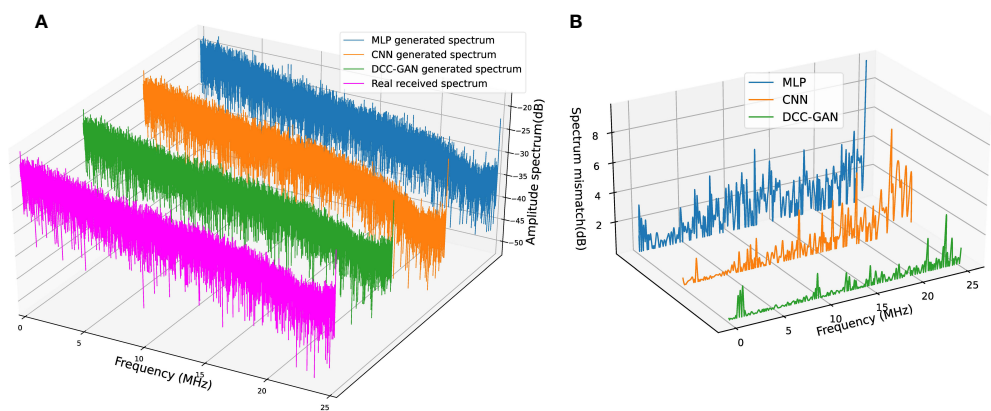 A
MLP generated spectrum
CNN generated spectrum
DCC-GAN generated spectrum
Real received spectrum
−20
−25
−30
−35
−40
−45
−50
Amplitude spectrum(dB)
0
5
10
15
20
25
Frequency (MHz)
B
MLP
CNN
DCC-GAN
8
6
4
2
Spectrum mismatch(dB)
0
5
10
15
20
25
Frequency (MHz)